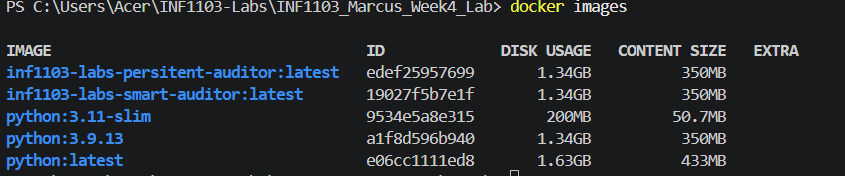 PS C:\Users\Acer\INF1103-Labs\INF1103_Marcus_Week4_Lab> docker images
IMAGE ID DISK USAGE CONTENT SIZE EXTRA
inf1103-labs-persitent-auditor:latest edef25957699 1.34GB 350MB
inf1103-labs-smart-auditor:latest 19027f5b7e1f 1.34GB 350MB
python:3.11-slim 9534e5a8e315 200MB 50.7MB
python:3.9.13 a1f8d596b940 1.34GB 350MB
python:latest e06cc1111ed8 1.63GB 433MB